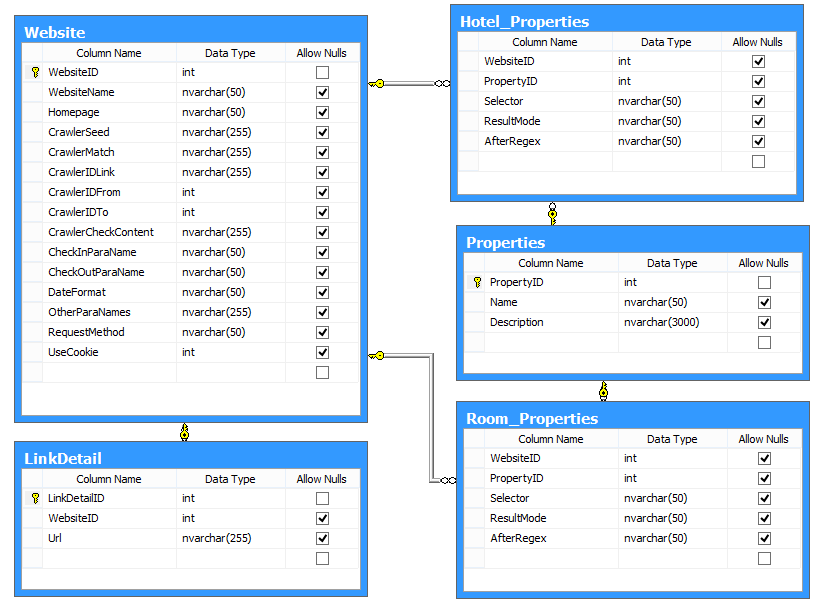 Website
Column Name Data Type Allow Nulls
WebsiteID int
WebsiteName nvarchar(50)
Homepage nvarchar(50)
CrawlerSeed nvarchar(255)
CrawlerMatch nvarchar(255)
CrawlerIDLink nvarchar(255)
CrawlerIDFrom int
CrawlerIDTo int
CrawlerCheckContent nvarchar(255)
CheckInParaName nvarchar(50)
CheckOutParaName nvarchar(50)
DateFormat nvarchar(50)
OtherParaNames nvarchar(255)
RequestMethod nvarchar(50)
UseCookie int
LinkDetail
Column Name Data Type Allow Nulls
LinkDetailID int
WebsiteID int
Url nvarchar(255)
Hotel_Properties
Column Name Data Type Allow Nulls
WebsiteID int
PropertyID int
Selector nvarchar(50)
ResultMode nvarchar(50)
AfterRegex nvarchar(50)
Properties
Column Name Data Type Allow Nulls
PropertyID int
Name nvarchar(50)
Description nvarchar(3000)
Room_Properties
Column Name Data Type Allow Nulls
WebsiteID int
PropertyID int
Selector nvarchar(50)
ResultMode nvarchar(50)
AfterRegex nvarchar(50)